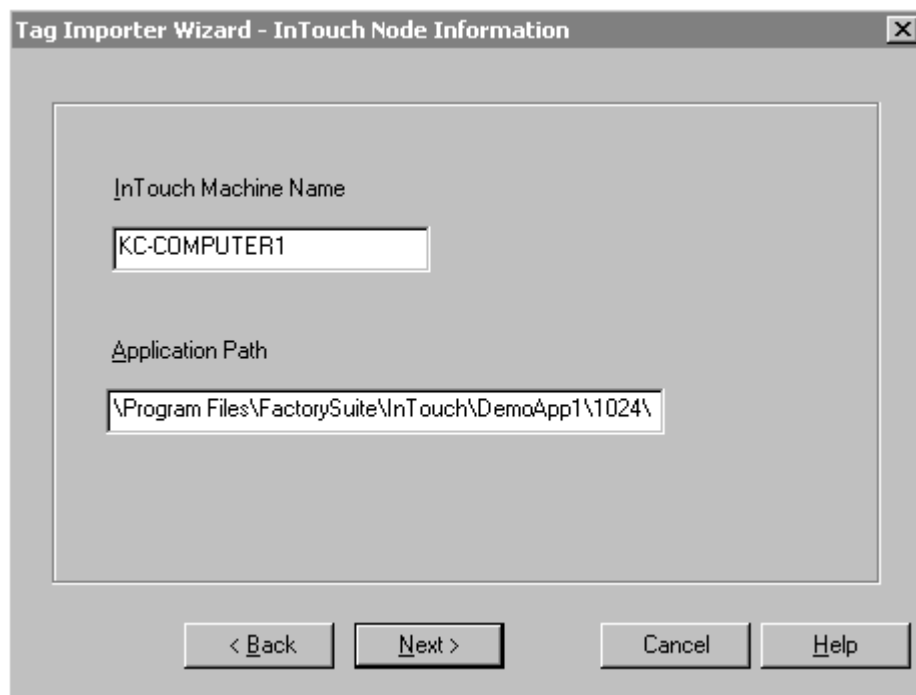 Tag Importer Wizard - InTouch Node Information
InTouch Machine Name
KC-COMPUTER1
Application Path
\Program Files\FactorySuite\InTouch\DemoApp1\1024\
< Back Next > Cancel Help